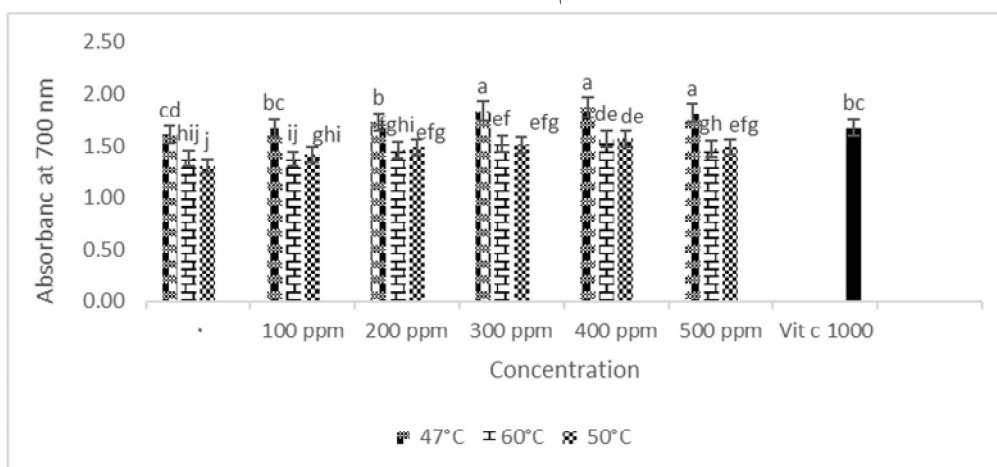 2.50
2.00
1.50
1.00
0.50
0.00
Absorbanc at 700 nm
cd hij j
bc ij ghi
b fghi efg
a def efg
a de de
a gh efg
bc
100 ppm 200 ppm 300 ppm 400 ppm 500 ppm Vit c 1000
Concentration
47°C 60°C 50°C